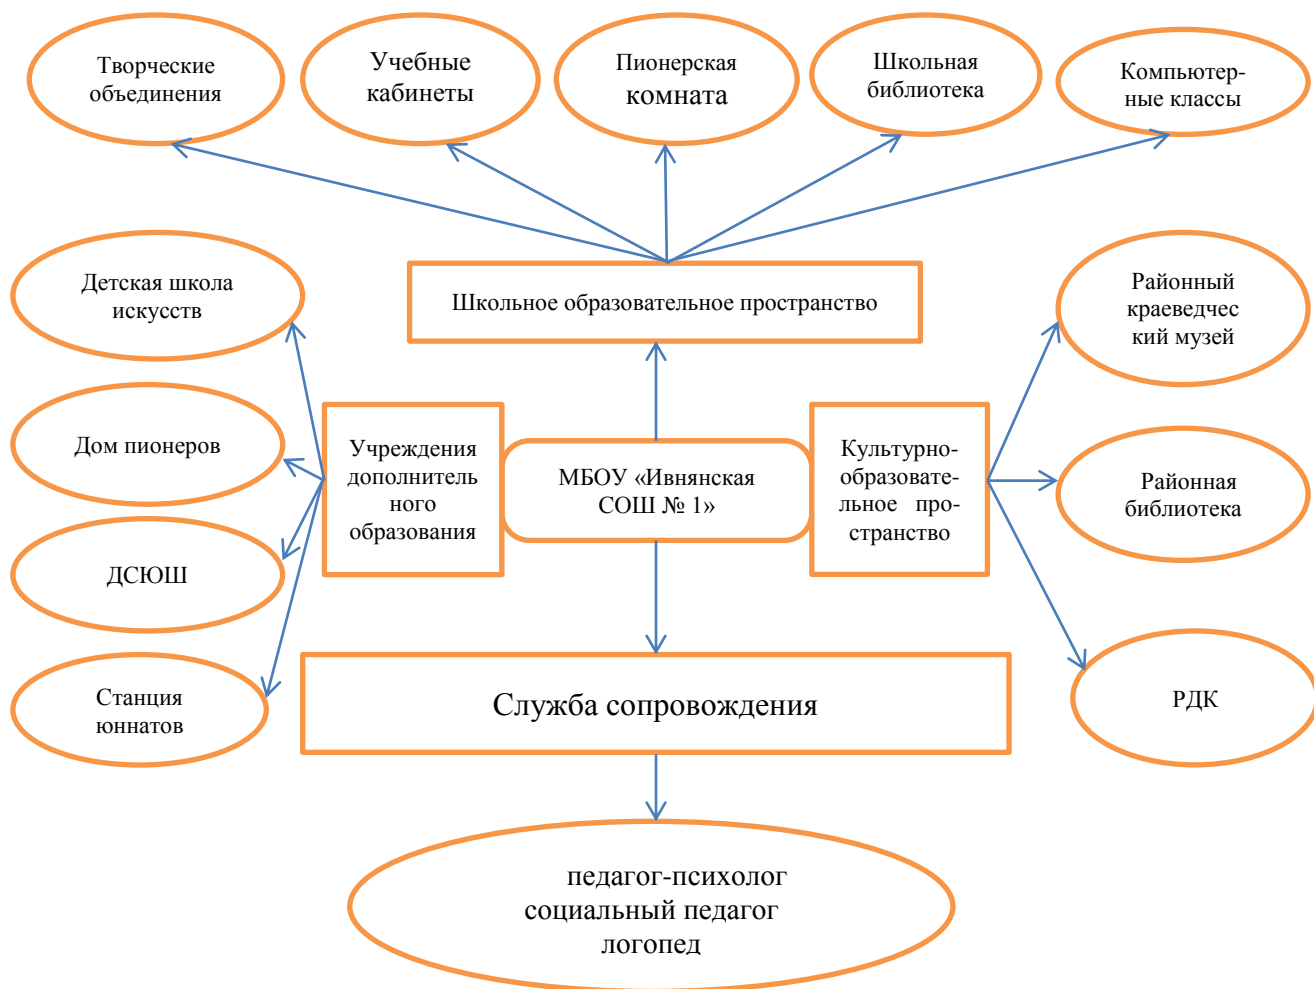 Творческие
объединения
Учебные
кабинеты
Пионерская
комната
Школьная
библиотека
Компьютер-
ные классы
Детская школа
искусств
Школьное образовательное пространство
Районный
краеведчес
кий музей
Дом пионеров
Учреждения
дополнитель
ного
образования
МБОУ «Ивнянская
СОШ № 1»
Культурно-
образовате-
льное про-
странство
Районная
библиотека
ДСЮШ
Станция
юннатов
Служба сопровождения
РДК
педагог-психолог
социальный педагог
логопед